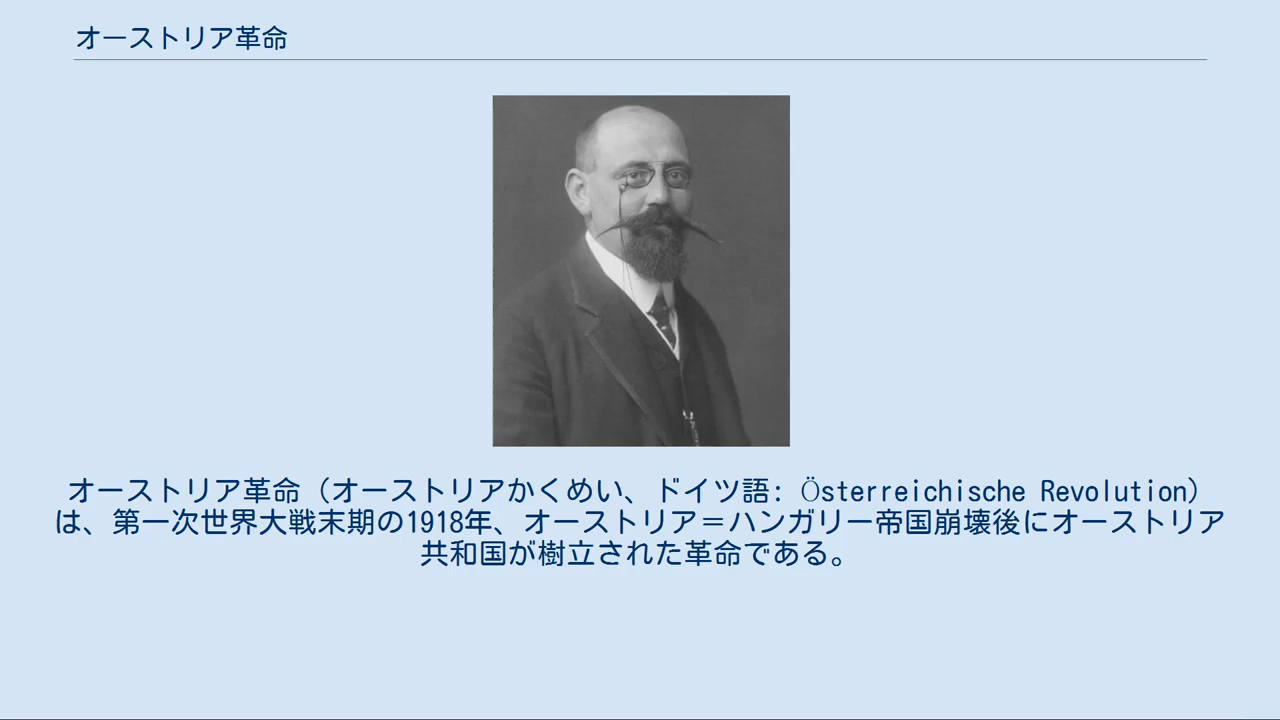 オーストリア革命
オーストリア革命（オーストリアかくめい、ドイツ語: Österreichische Revolution）
は、第一次世界大戦末期の1918年、オーストリア＝ハンガリー帝国崩壊後にオーストリア
共和国が樹立された革命である。